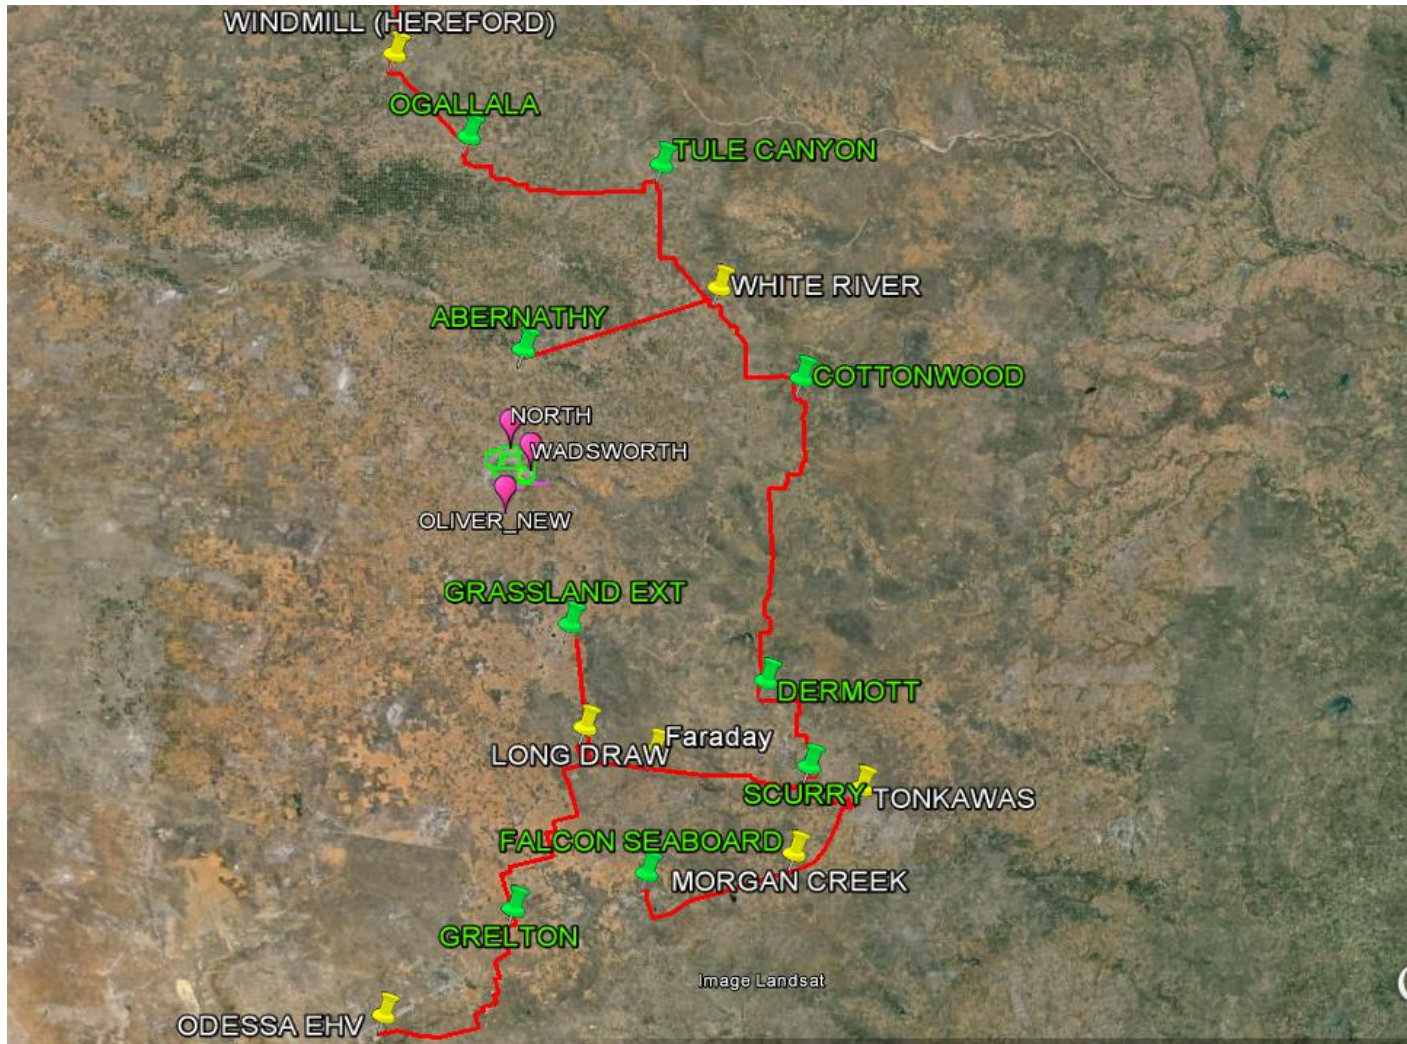 WINDMILL (HEREFORD)
OGALLALA
TULE CANYON
WHITE RIVER
ABERNATHY
COTTONWOOD
NORTH
WADSWORTH
OLIVER_NEW
GRASSLAND EXT
DERMOTT
Faraday
LONG DRAW
SCURRY
TONKAWAS
FALCON SEABOARD
MORGAN CREEK
GRELTON
Image Landsat
ODESSA EHV